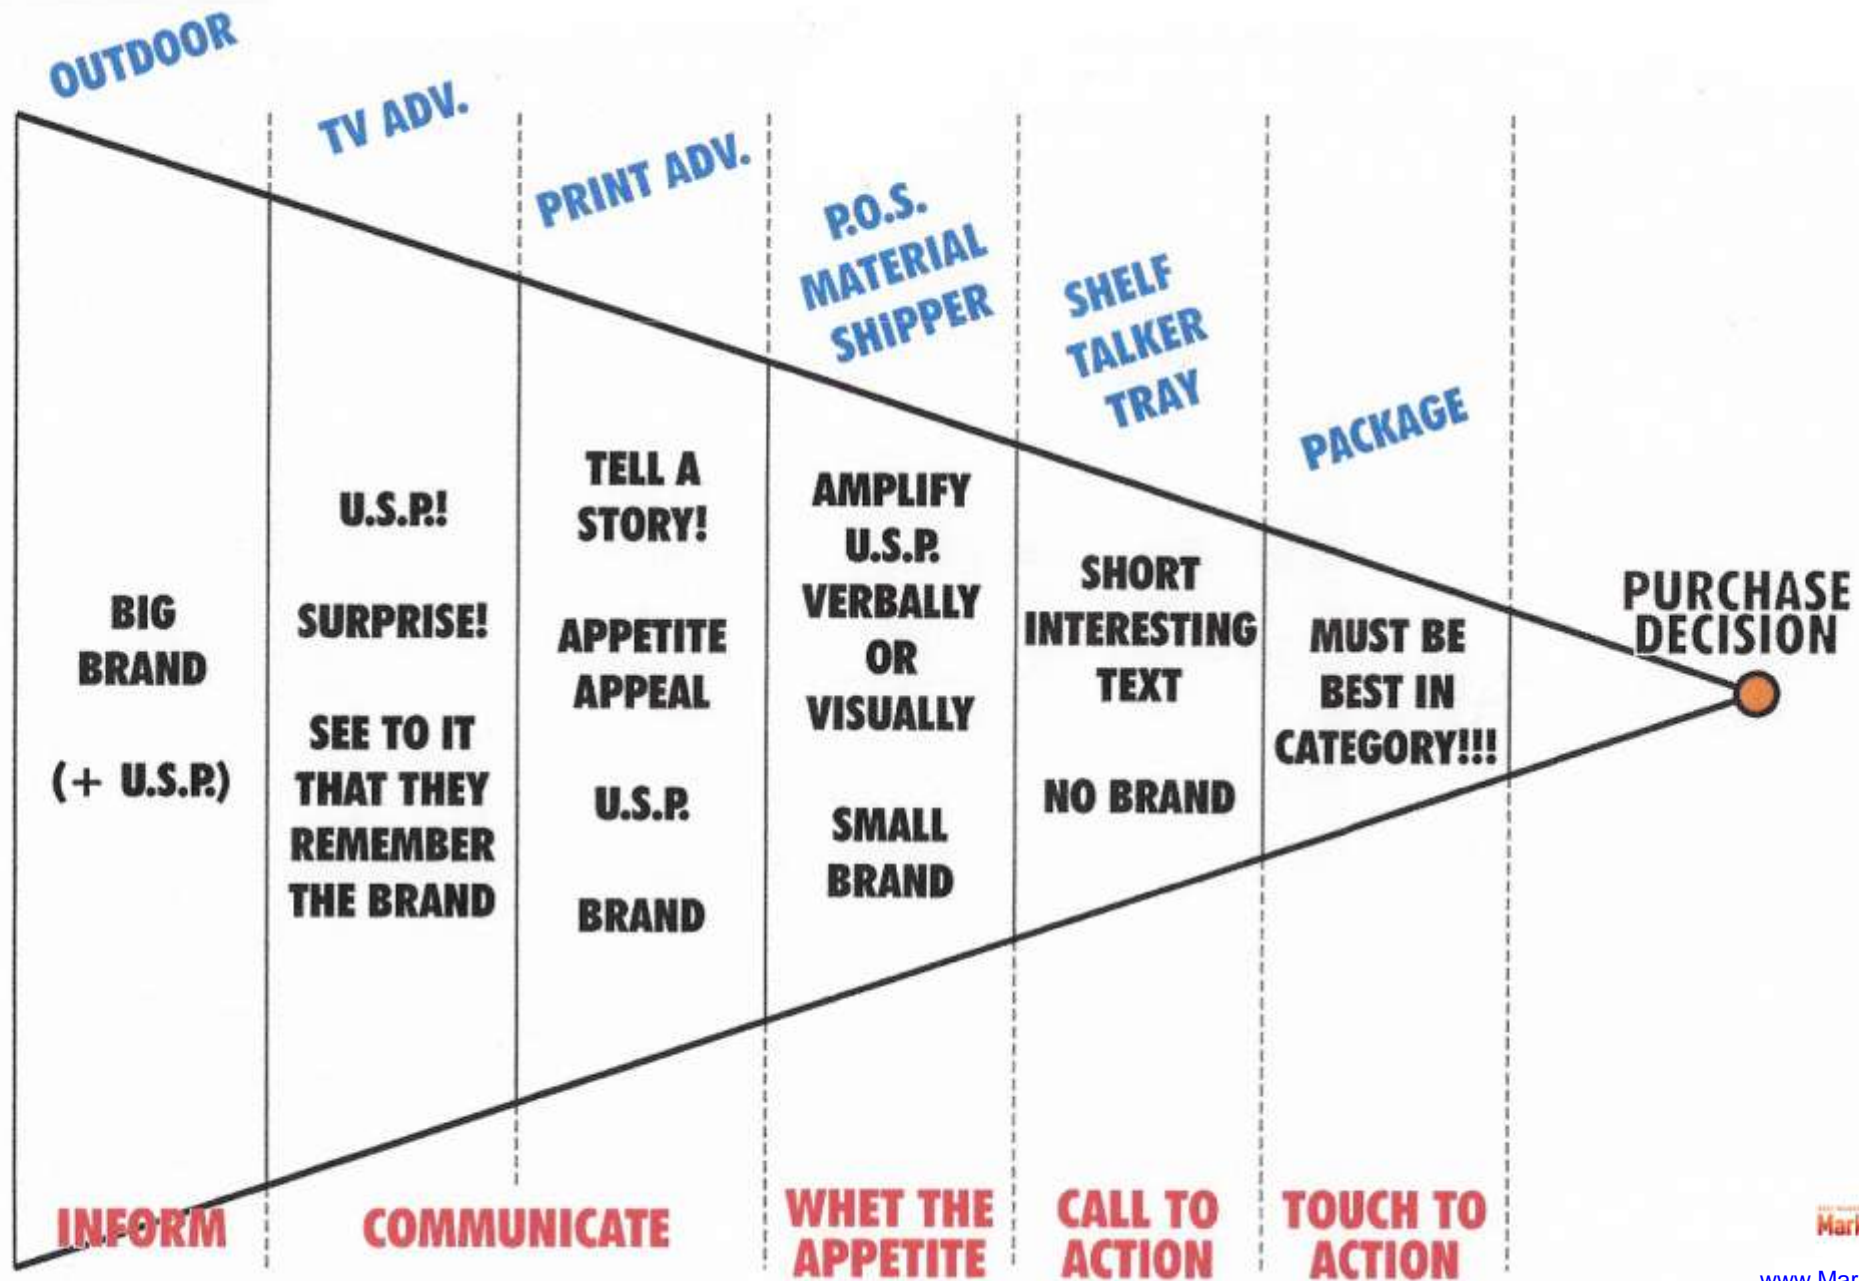 OUTDOOR
TV ADV.
PRINT ADV.
P.O.S.
MATERIAL
SHIPPER
SHELF
TALKER
TRAY
PACKAGE
BIG
BRAND
(+ U.S.P.)
U.S.P.!
SURPRISE!
SEE TO IT
THAT THEY
REMEMBER
THE BRAND
TELL A
STORY!
APPETITE
APPEAL
U.S.P.
BRAND
AMPLIFY
U.S.P.
VERBALLY
OR
VISUALLY
SMALL
BRAND
SHORT
INTERESTING
TEXT
NO BRAND
MUST BE
BEST IN
CATEGORY!!!
PURCHASE
DECISION
INFORM
COMMUNICATE
WHET THE
APPETITE
CALL TO
ACTION
TOUCH TO
ACTION